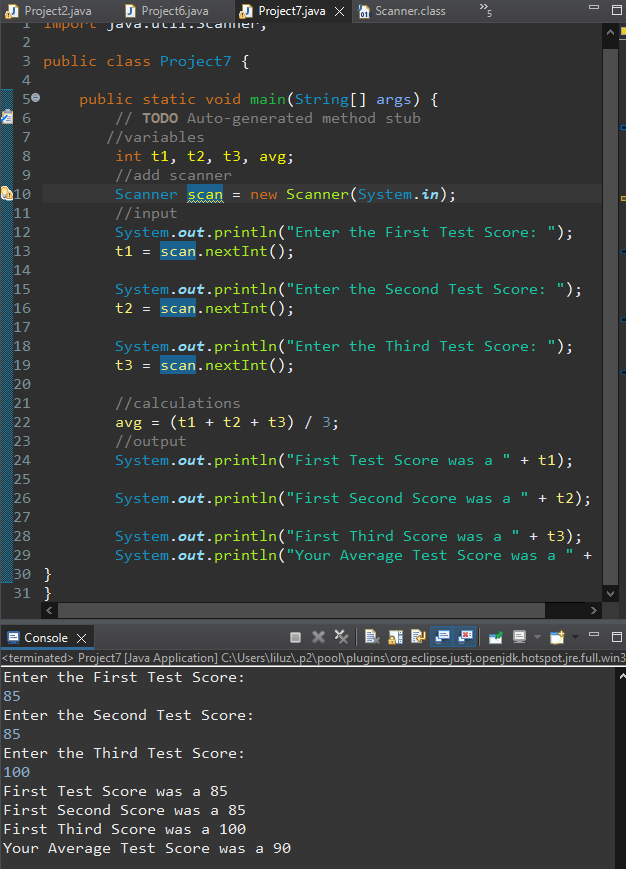 Project2.java Project6.java Project7.java Scanner.class »5
1 import java.util.Scanner;
2
3 public class Project7 {
4
5 public static void main(String[] args) {
6 // TODO Auto-generated method stub
7 //variables
8 int t1, t2, t3, avg;
9 //add scanner
10 Scanner scan = new Scanner(System.in);
11 //input
12 System.out.println("Enter the First Test Score: ");
13 t1 = scan.nextInt();
14
15 System.out.println("Enter the Second Test Score: ");
16 t2 = scan.nextInt();
17
18 System.out.println("Enter the Third Test Score: ");
19 t3 = scan.nextInt();
20
21 //calculations
22 avg = (t1 + t2 + t3) / 3;
23 //output
24 System.out.println("First Test Score was a " + t1);
25
26 System.out.println("First Second Score was a " + t2);
27
28 System.out.println("First Third Score was a " + t3);
29 System.out.println("Your Average Test Score was a " +
30 }
31 }
Console
<terminated> Project7 [Java Application] C:\Users\liluz\.p2\pool\plugins\org.eclipse.justj.openjdk.hotspot.jre.full.win3
Enter the First Test Score:
85
Enter the Second Test Score:
85
Enter the Third Test Score:
100
First Test Score was a 85
First Second Score was a 85
First Third Score was a 100
Your Average Test Score was a 90